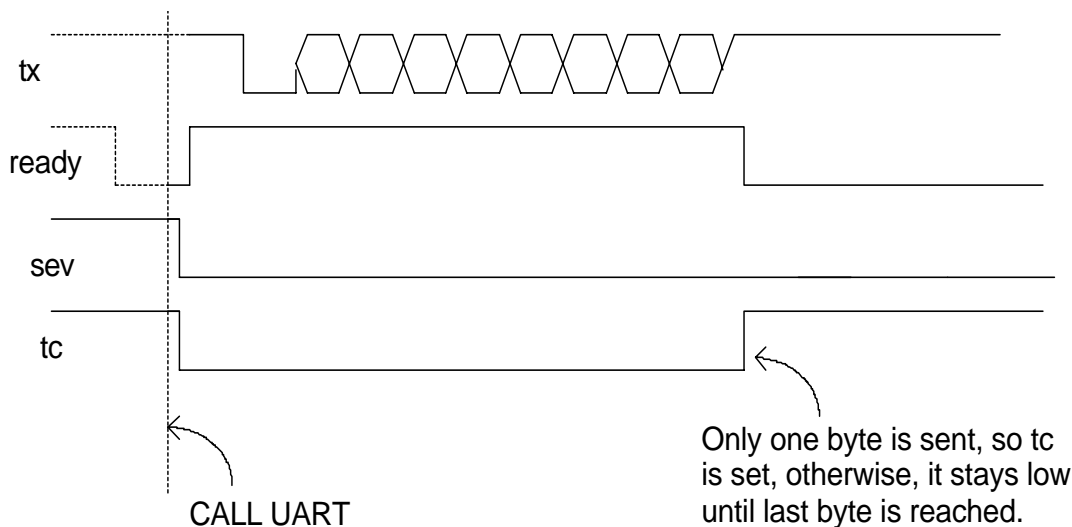 tx
ready
sev
tc
Only one byte is sent, so tc
is set, otherwise, it stays low
until last byte is reached.
CALL UART